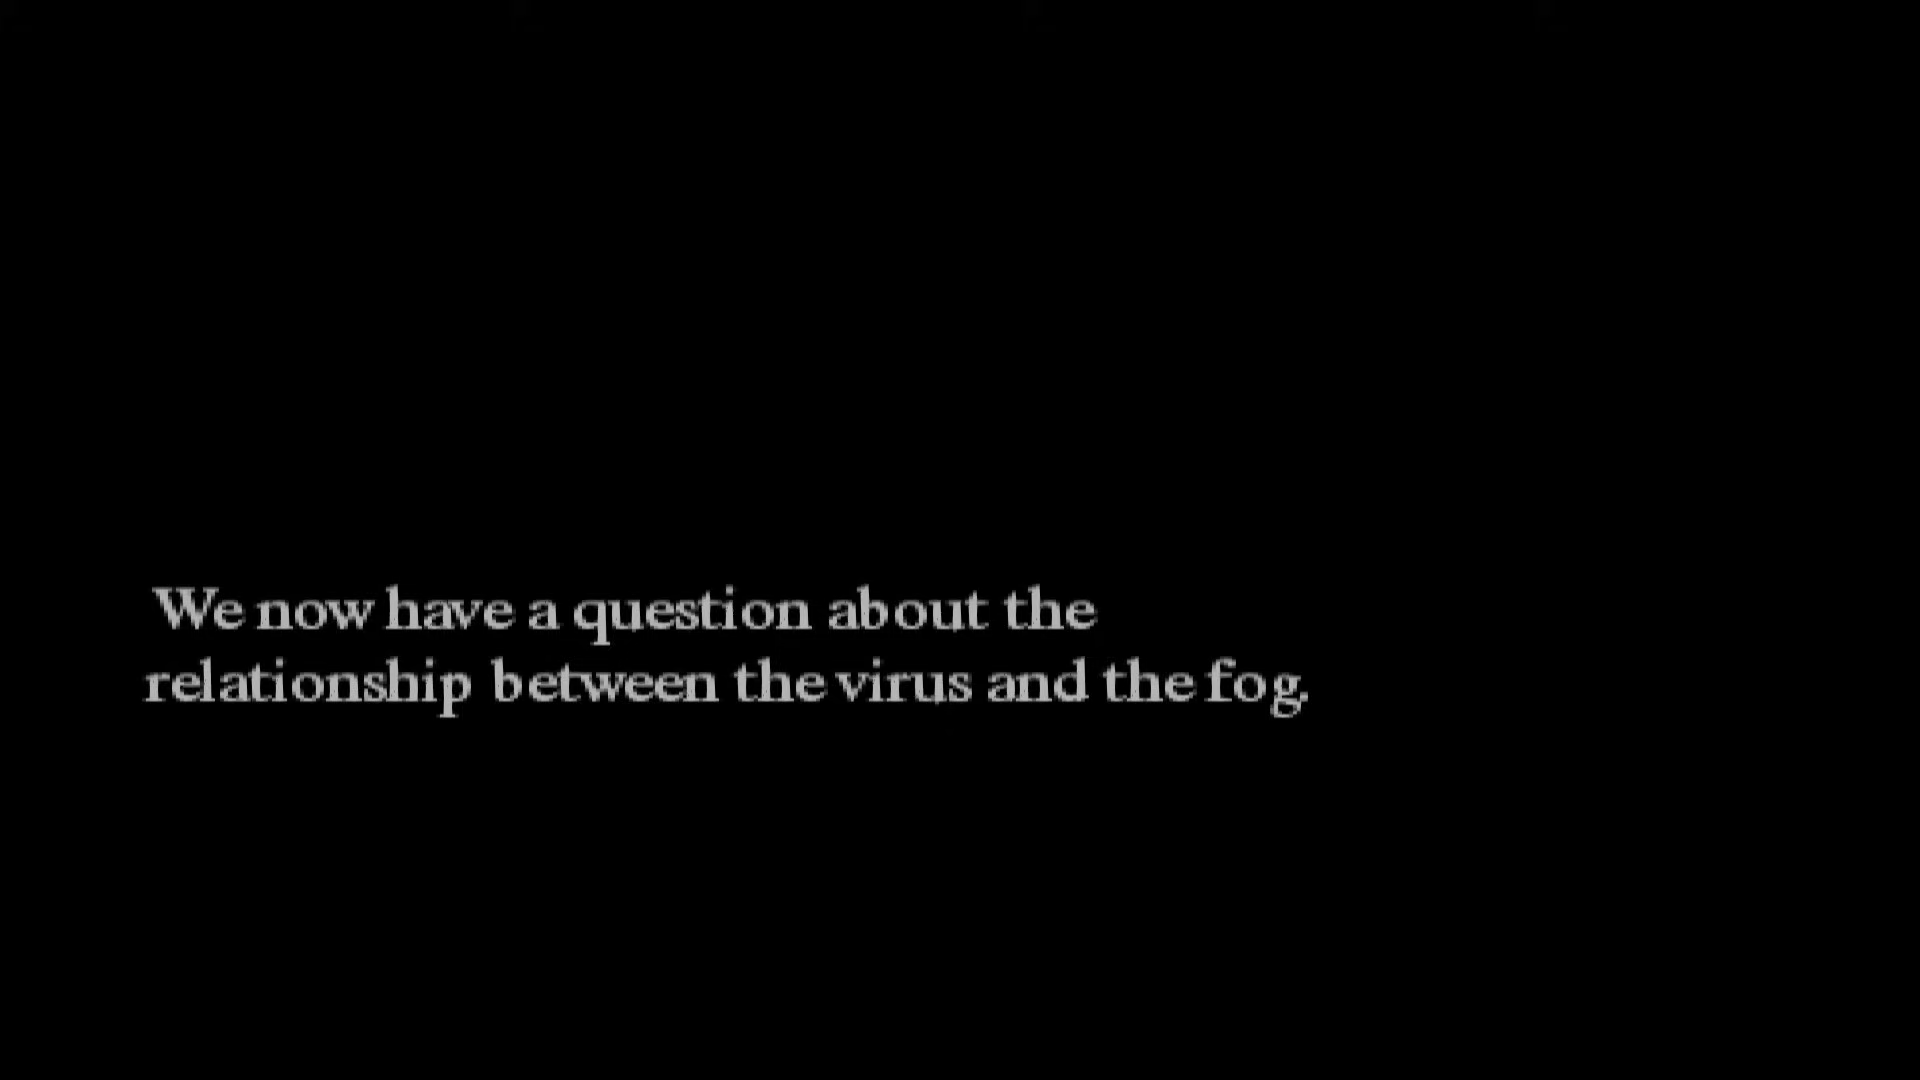 We now have a question about the
relationship between the virus and the fog.